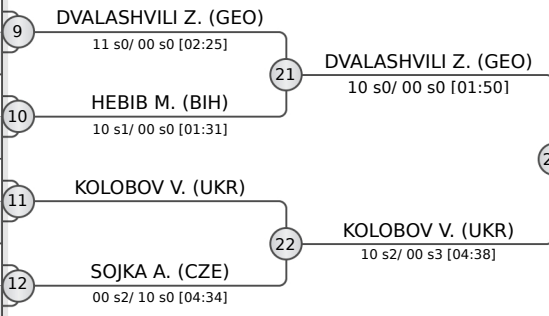 9
DVALASHVILI Z. (GEO)
11 s0/ 00 s0 [02:25]
21
DVALASHVILI Z. (GEO)
10 s0/ 00 s0 [01:50]
10
HEBIB M. (BIH)
10 s1/ 00 s0 [01:31]
11
KOLOBOV V. (UKR)
22
KOLOBOV V. (UKR)
10 s2/ 00 s3 [04:38]
12
SOJKA A. (CZE)
00 s2/ 10 s0 [04:34]